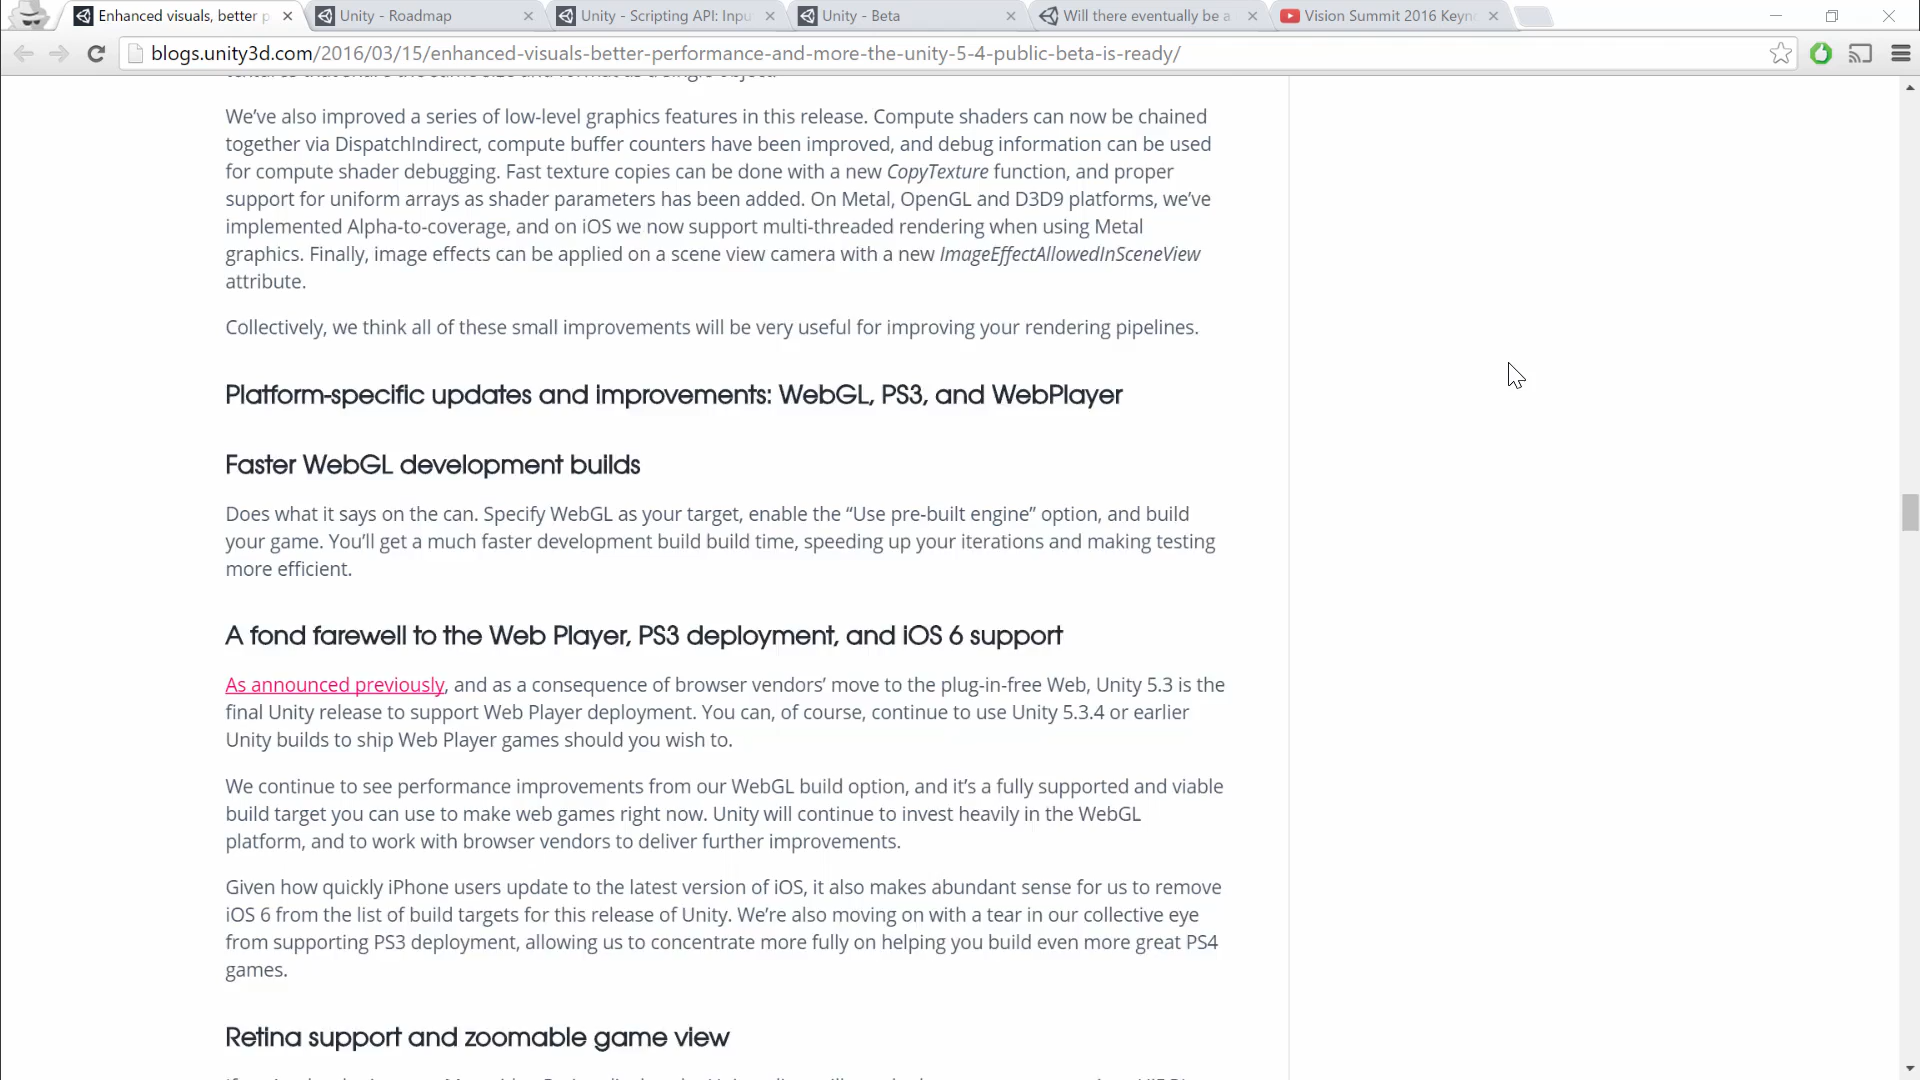 Enhanced visuals, better p
Unity - Roadmap
Unity - Scripting API: Inpu
Unity - Beta
Will there eventually be a
Vision Summit 2016 Keyn
blogs.unity3d.com/2016/03/15/enhanced-visuals-better-performance-and-more-the-unity-5-4-public-beta-is-ready/
textures that share the same size and format as a single object.
We’ve also improved a series of low-level graphics features in this release. Compute shaders can now be chained
together via DispatchIndirect, compute buffer counters have been improved, and debug information can be used
for compute shader debugging. Fast texture copies can be done with a new CopyTexture function, and proper
support for uniform arrays as shader parameters has been added. On Metal, OpenGL and D3D9 platforms, we’ve
implemented Alpha-to-coverage, and on iOS we now support multi-threaded rendering when using Metal
graphics. Finally, image effects can be applied on a scene view camera with a new ImageEffectAllowedInSceneView
attribute.
Collectively, we think all of these small improvements will be very useful for improving your rendering pipelines.
Platform-specific updates and improvements: WebGL, PS3, and WebPlayer
Faster WebGL development builds
Does what it says on the can. Specify WebGL as your target, enable the “Use pre-built engine” option, and build
your game. You’ll get a much faster development build build time, speeding up your iterations and making testing
more efficient.
A fond farewell to the Web Player, PS3 deployment, and iOS 6 support
As announced previously, and as a consequence of browser vendors’ move to the plug-in-free Web, Unity 5.3 is the
final Unity release to support Web Player deployment. You can, of course, continue to use Unity 5.3.4 or earlier
Unity builds to ship Web Player games should you wish to.
We continue to see performance improvements from our WebGL build option, and it’s a fully supported and viable
build target you can use to make web games right now. Unity will continue to invest heavily in the WebGL
platform, and to work with browser vendors to deliver further improvements.
Given how quickly iPhone users update to the latest version of iOS, it also makes abundant sense for us to remove
iOS 6 from the list of build targets for this release of Unity. We’re also moving on with a tear in our collective eye
from supporting PS3 deployment, allowing us to concentrate more fully on helping you build even more great PS4
games.
Retina support and zoomable game view